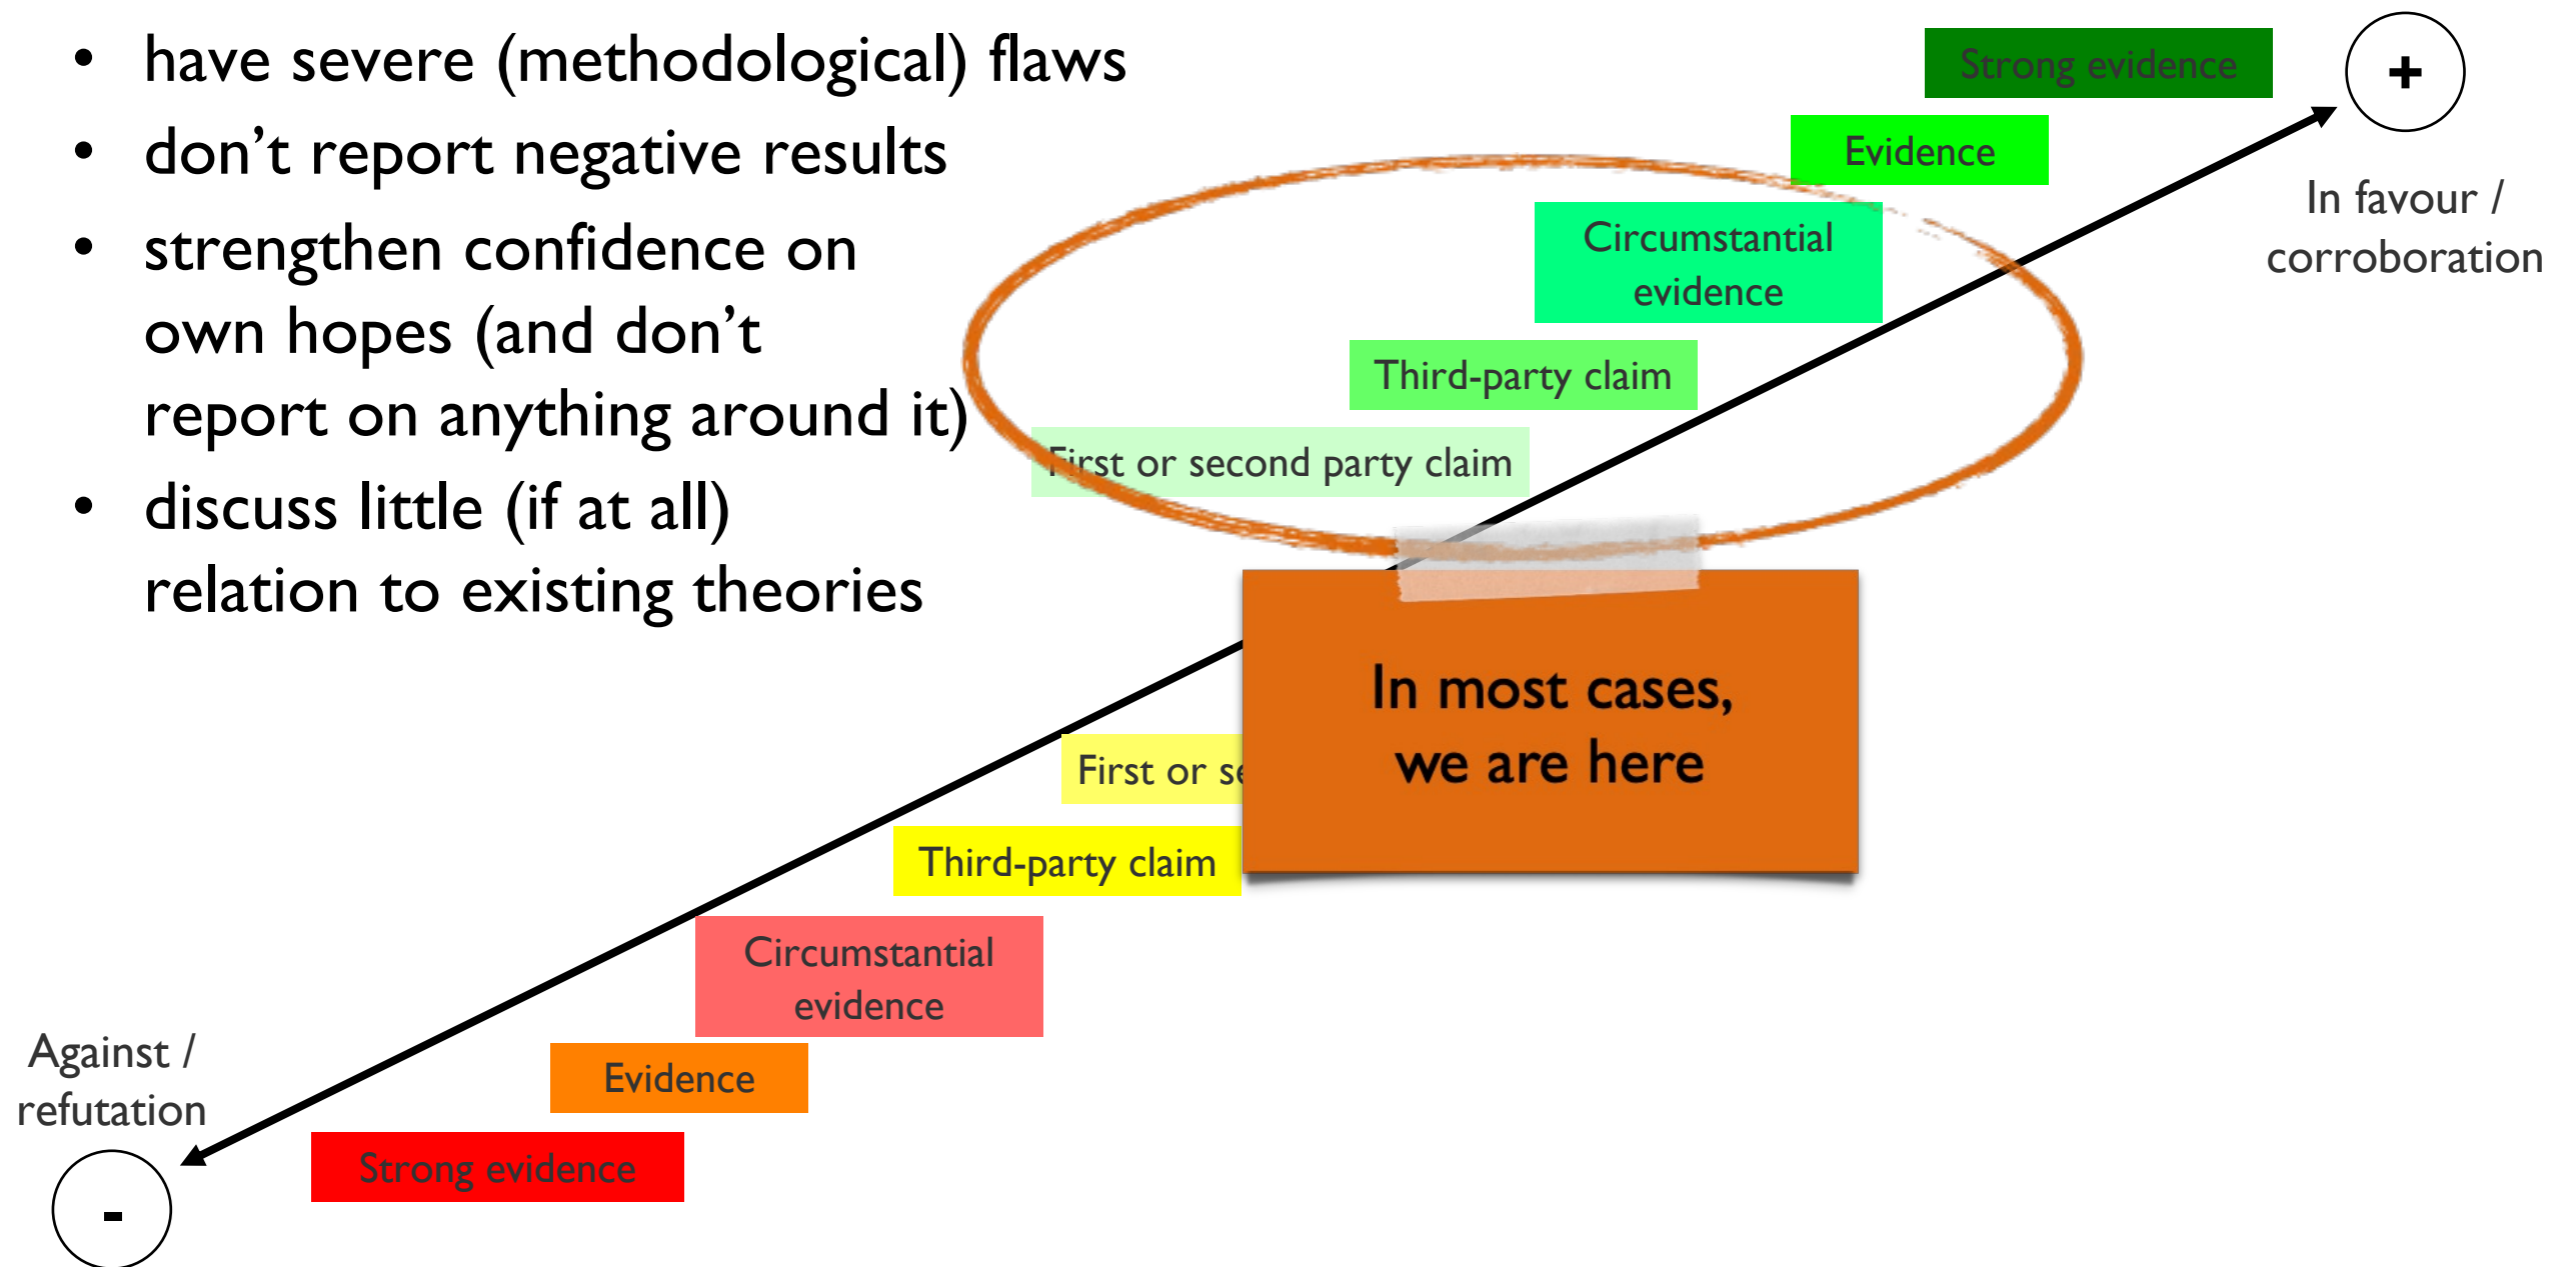 • have severe (methodological) flaws
• don’t report negative results
• strengthen confidence on
own hopes (and don’t
report on anything around it)
• discuss little (if at all)
relation to existing theories
Strong evidence
+
Evidence
In favour /
corroboration
Circumstantial
evidence
Third-party claim
First or second party claim
In most cases,
we are here
First or
Third-party claim
Circumstantial
evidence
Against /
refutation
Evidence
Strong evidence
-